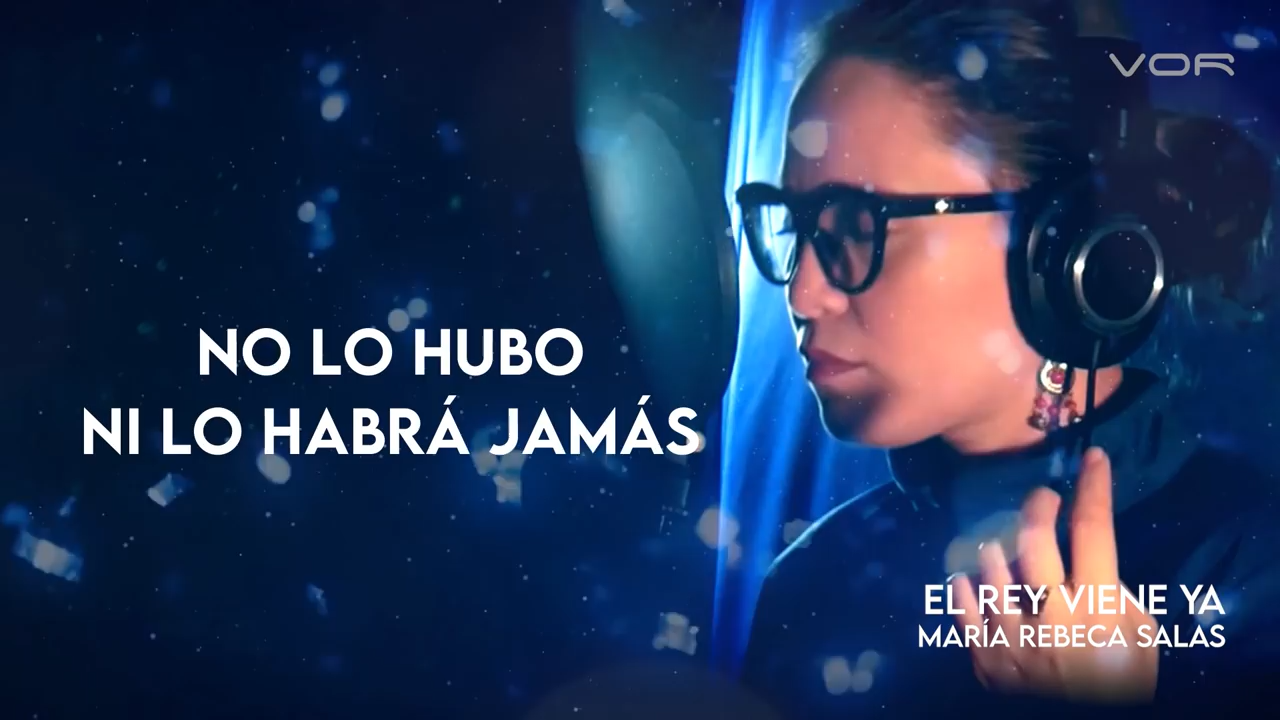 VOR
NO LO HUBO
NI LO HABRÁ JAMÁS
EL REY VIENE YA
MARÍA REBECA SALAS